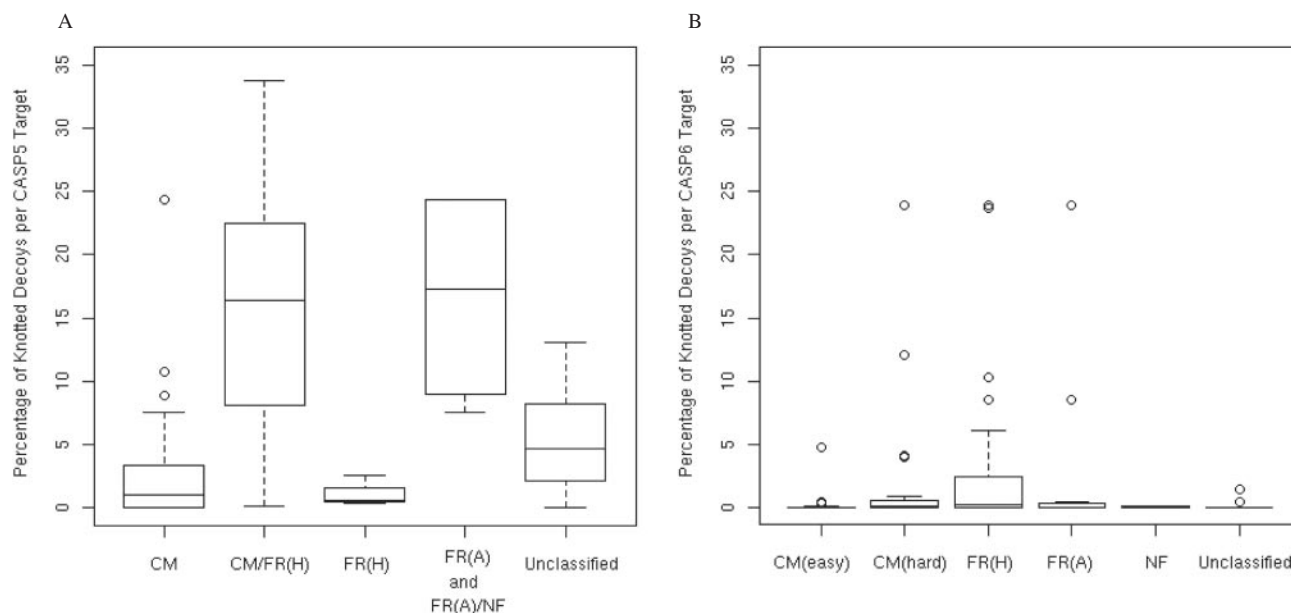 A
Percentage of Knotted Decoys per CASP5 Target
35
30
25
20
15
10
5
0
CM
CM/FR(H)
FR(H)
FR(A)
and
FR(A)/NF
Unclassified
B
Percentage of Knotted Decoys per CASP6 Target
35
30
25
20
15
10
5
0
CM(easy)
CM(hard)
FR(H)
FR(A)
NF
Unclassified